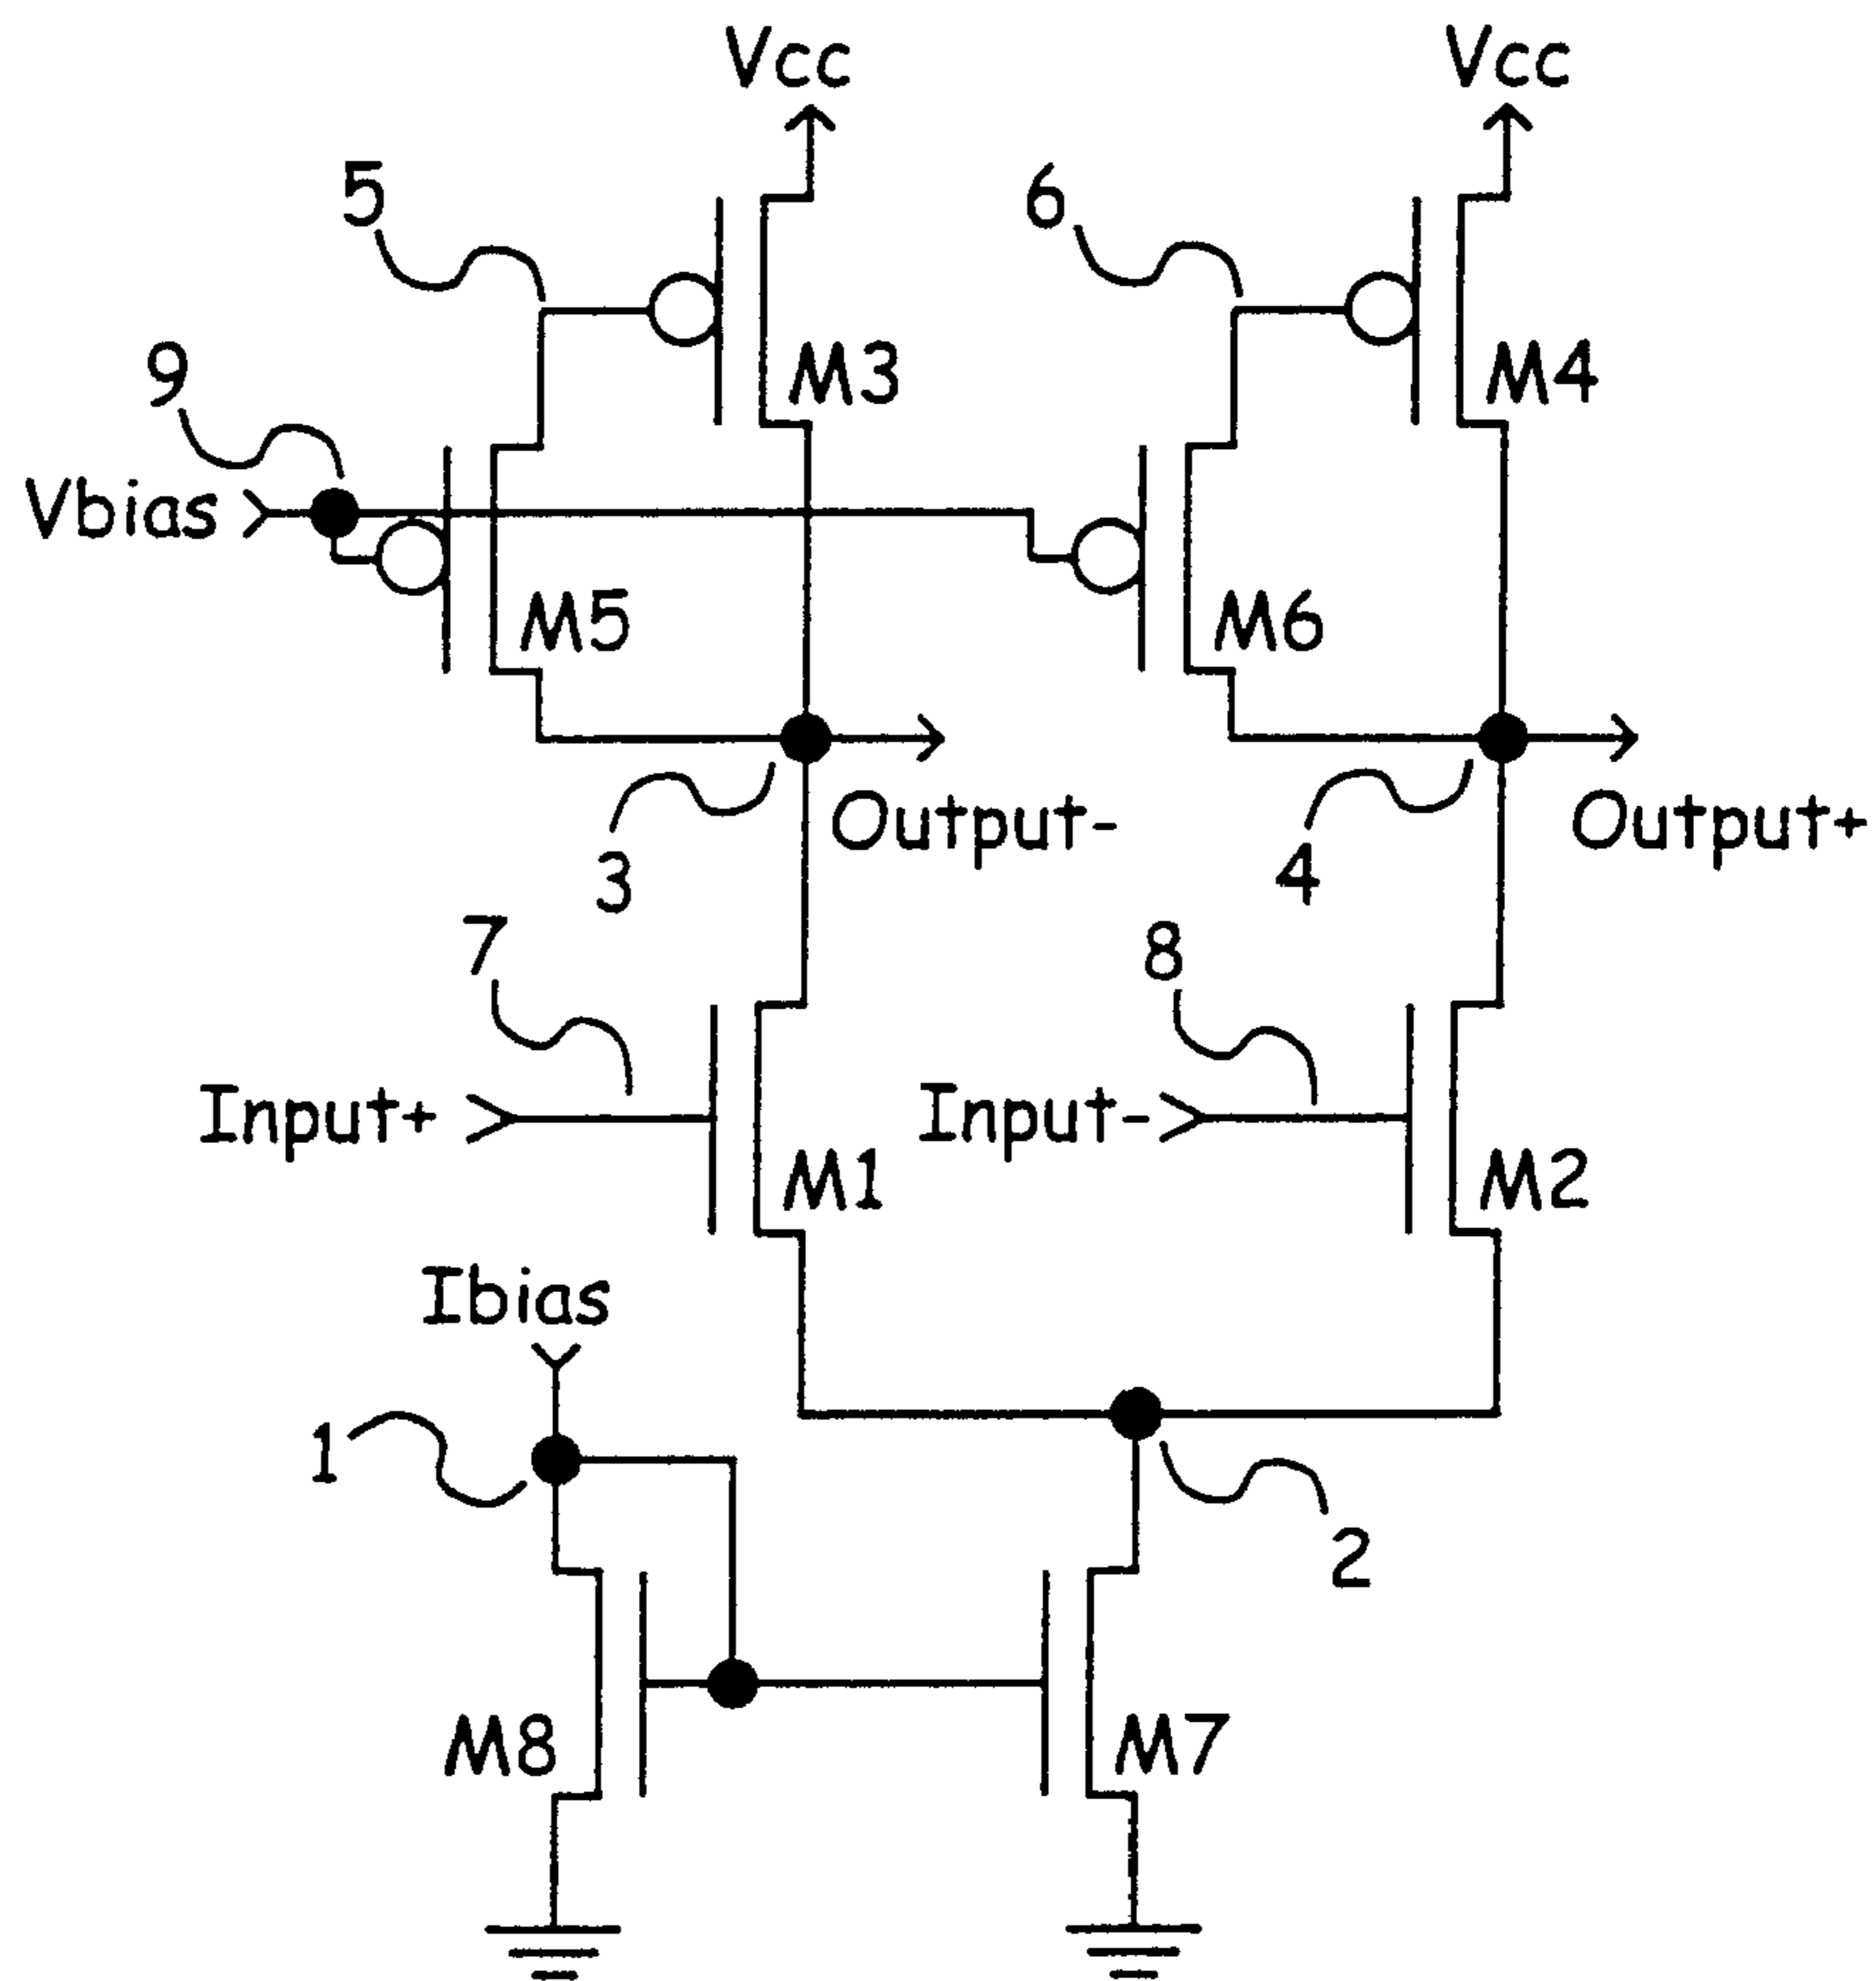 Vcc Vcc
5 6
9 M3 M4
Vbias
M5 M6
Output- Output+
3 4
7 8
Input+ Input-
M1 M2
Ibias
1
2
M8 M7